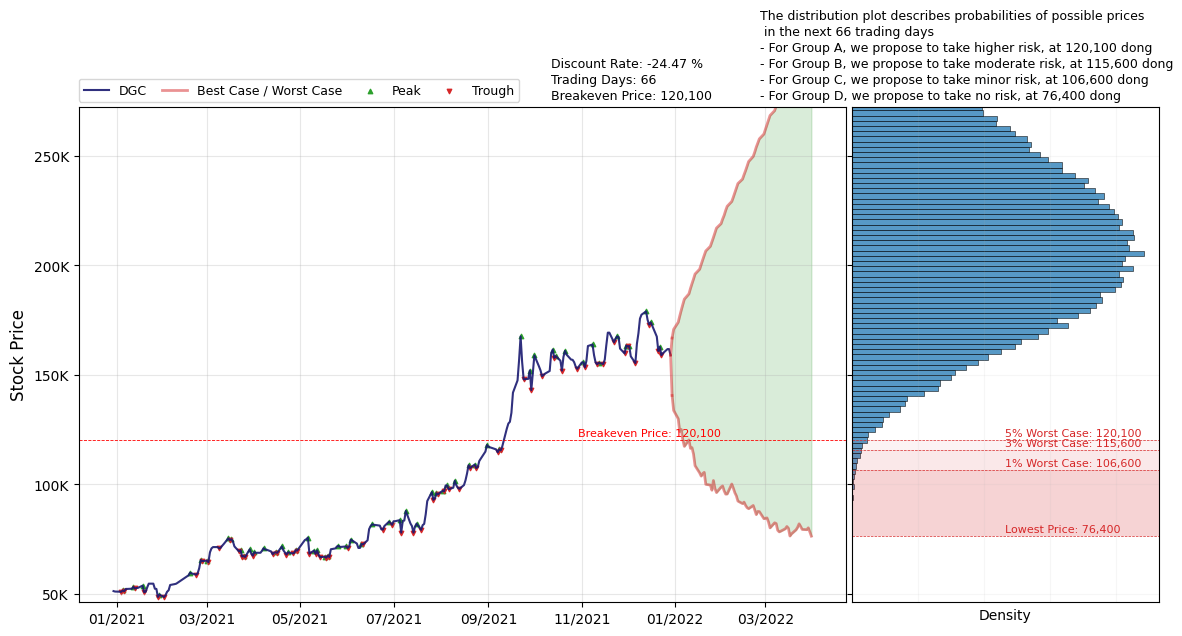 The distribution plot describes probabilities of possible prices
in the next 66 trading days
- For Group A, we propose to take higher risk, at 120,100 dong
- For Group B, we propose to take moderate risk, at 115,600 dong
- For Group C, we propose to take minor risk, at 106,600 dong
- For Group D, we propose to take no risk, at 76,400 dong
Discount Rate: -24.47 %
Trading Days: 66
Breakeven Price: 120,100
DGC
Best Case / Worst Case
Peak
Trough
Stock Price
250K
200K
150K
100K
50K
Breakeven Price: 120,100
5% Worst Case: 120,100
3% Worst Case: 115,600
1% Worst Case: 106,600
Lowest Price: 76,400
01/2021
03/2021
05/2021
07/2021
09/2021
11/2021
01/2022
03/2022
Density